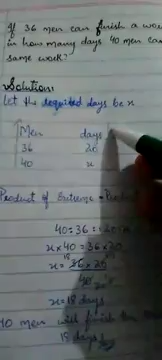 If 36 men can finish a wo
in how many days 40 men can
same work?
Solution:
Let the required days be x
Men days
36 20
40 x
Product of Extreme = Product
40:36 :: 20:x
x × 40 = 36 × 20
x = 36 × 20
40
x = 18 days
40 men will finish the
18 days